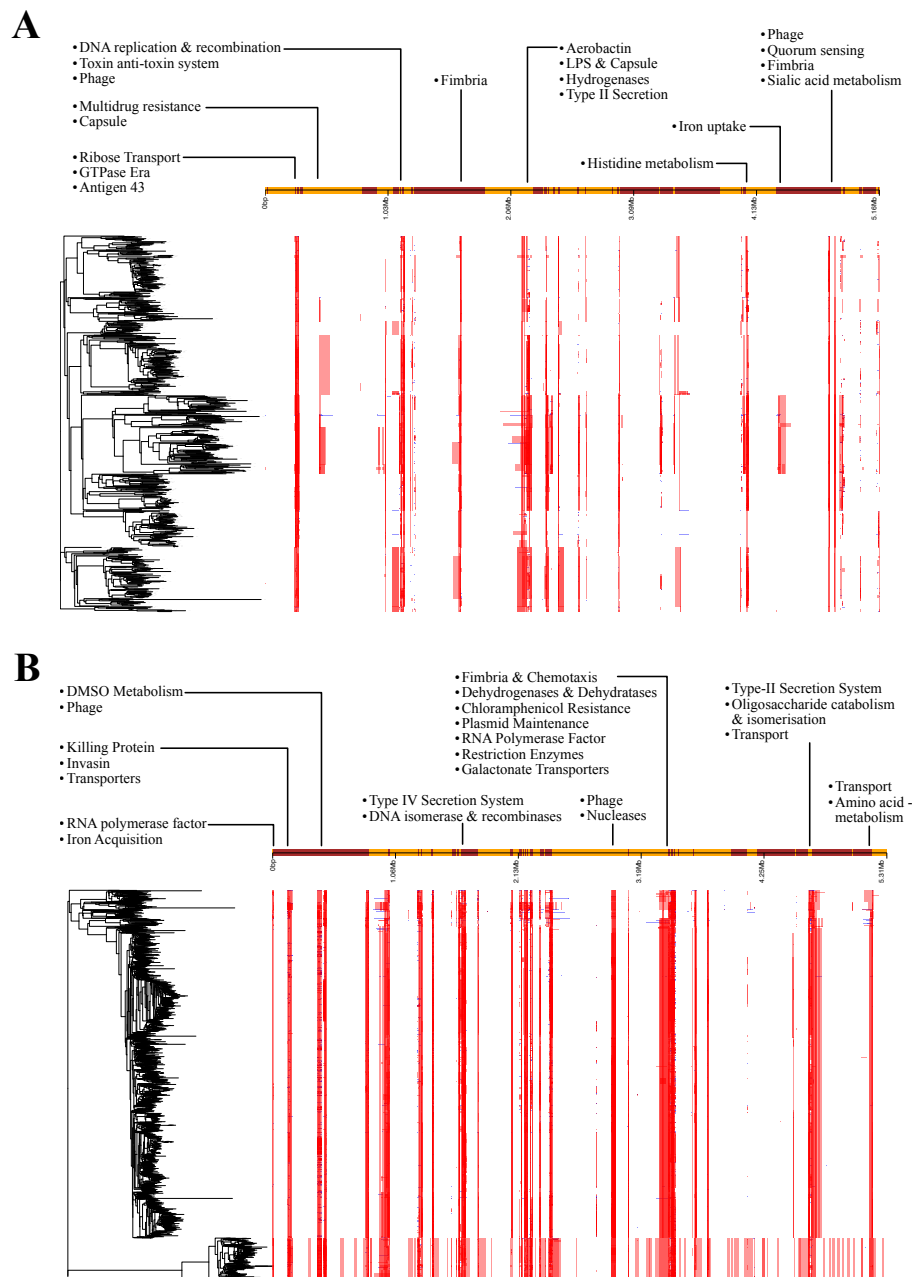 A
• DNA replication & recombination
• Toxin anti-toxin system
• Phage
• Multidrug resistance
• Capsule
• Ribose Transport
• GTPase Era
• Antigen 43
• Fimbria
• Aerobactin
• LPS & Capsule
• Hydrogenases
• Type II Secretion
• Histidine metabolism
• Iron uptake
• Phage
• Quorum sensing
• Fimbria
• Sialic acid metabolism
0bp
1.03Mb
2.06Mb
3.09Mb
4.13Mb
5.16Mb
B
• DMSO Metabolism
• Phage
• Killing Protein
• Invasin
• Transporters
• RNA polymerase factor
• Iron Acquisition
• Type IV Secretion System
• DNA isomerase & recombinases
• Fimbria & Chemotaxis
• Dehydrogenases & Dehydratases
• Chloramphenicol Resistance
• Plasmid Maintenance
• RNA Polymerase Factor
• Restriction Enzymes
• Galactonate Transporters
• Phage
• Nucleases
• Type-II Secretion System
• Oligosaccharide catabolism
& isomerisation
• Transport
• Transport
• Amino acid -
metabolism
0bp
1.06Mb
2.13Mb
3.19Mb
4.25Mb
5.31Mb